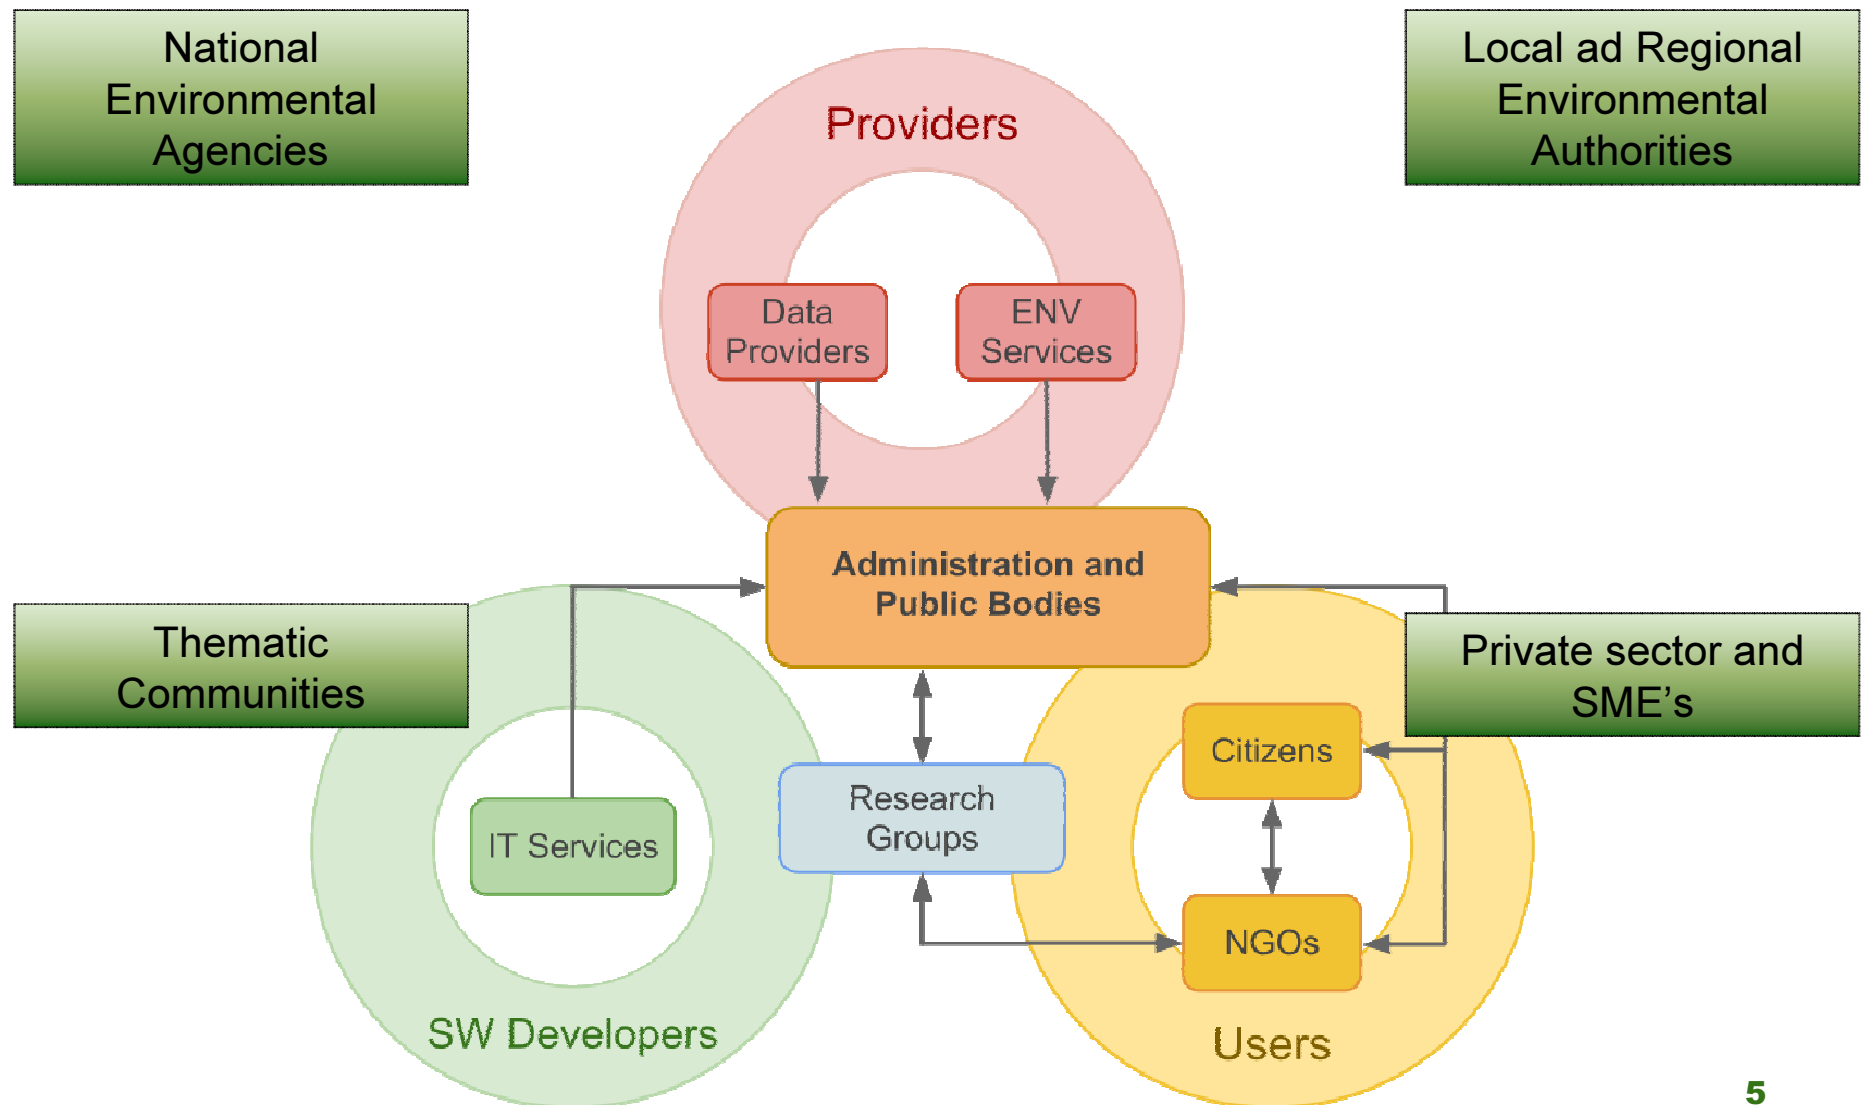 National
Environmental
Agencies
Local ad Regional
Environmental
Authorities
Providers
Data
Providers
ENV
Services
Administration and
Public Bodies
Thematic
Communities
Private sector and
SME’s
Citizens
Research
Groups
IT Services
NGOs
SW Developers
Users
5